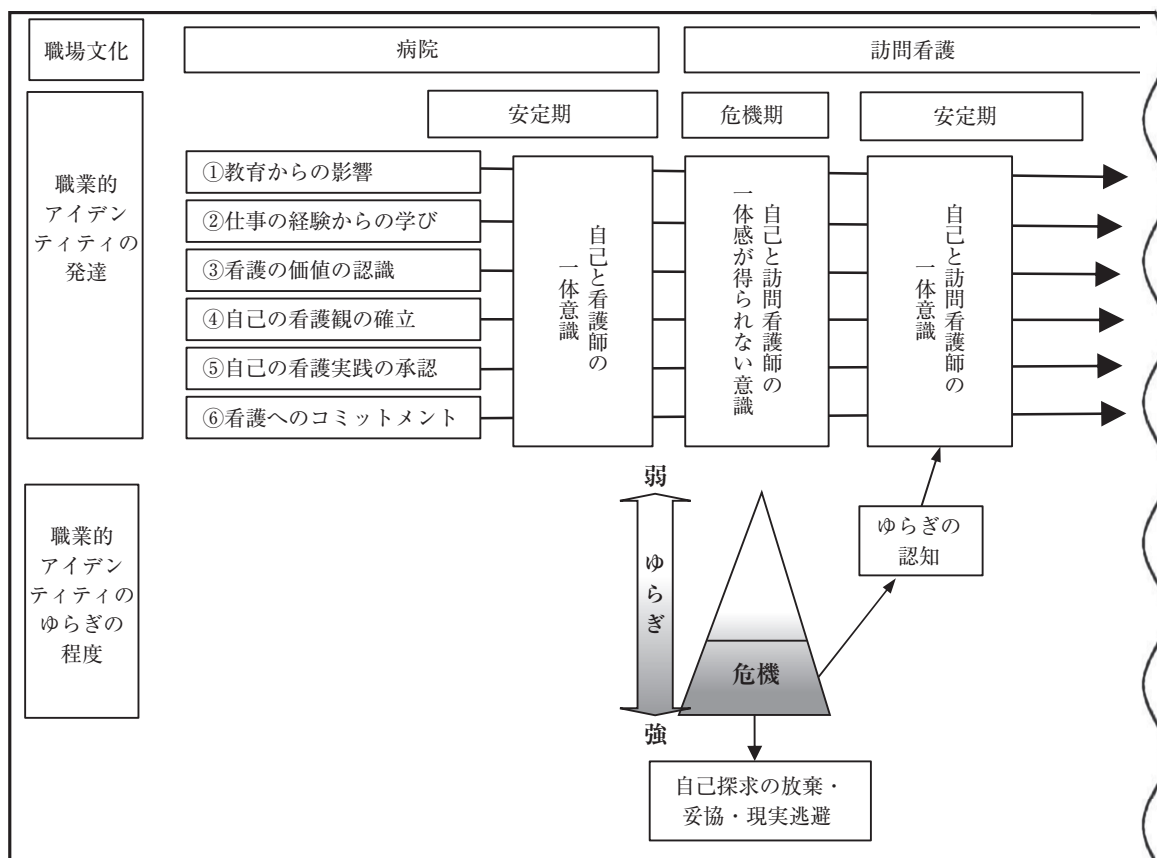 職場文化
病院
訪問看護
職業的
アイデン
ティティの
発達
安定期
危機期
安定期
①教育からの影響
②仕事の経験からの学び
③看護の価値の認識
④自己の看護観の確立
⑤自己の看護実践の承認
⑥看護へのコミットメント
自己と看護師の
一体意識
自己と訪問看護師の
一体感が得られない意識
自己と訪問看護師の
一体意識
職業的
アイデン
ティティの
ゆらぎの
程度
弱
ゆらぎ
強
危機
ゆらぎの
認知
自己探求の放棄・
妥協・現実逃避